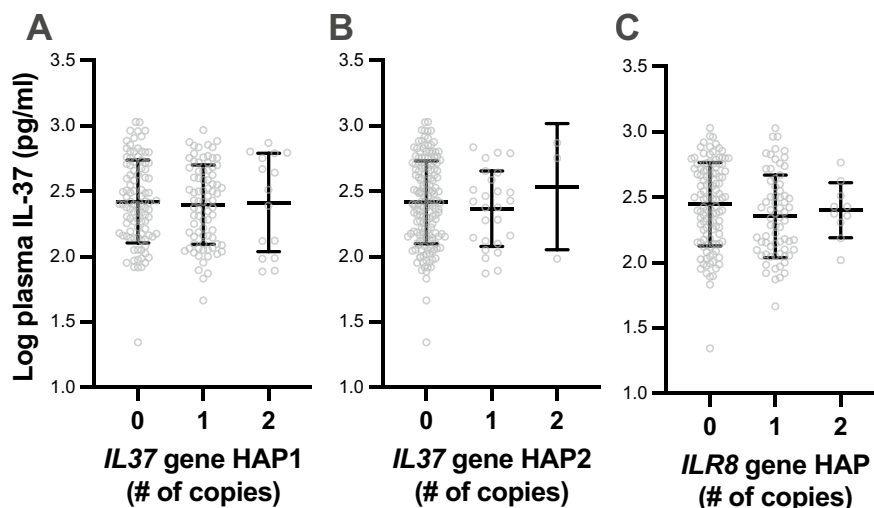 A
B
C
Log plasma IL-37 (pg/ml)
3.5
3.0
2.5
2.0
1.5
1.0
0 1 2
IL37 gene HAP1
(# of copies)
3.5
3.0
2.5
2.0
1.5
1.0
0 1 2
IL37 gene HAP2
(# of copies)
3.5
3.0
2.5
2.0
1.5
1.0
0 1 2
ILR8 gene HAP
(# of copies)